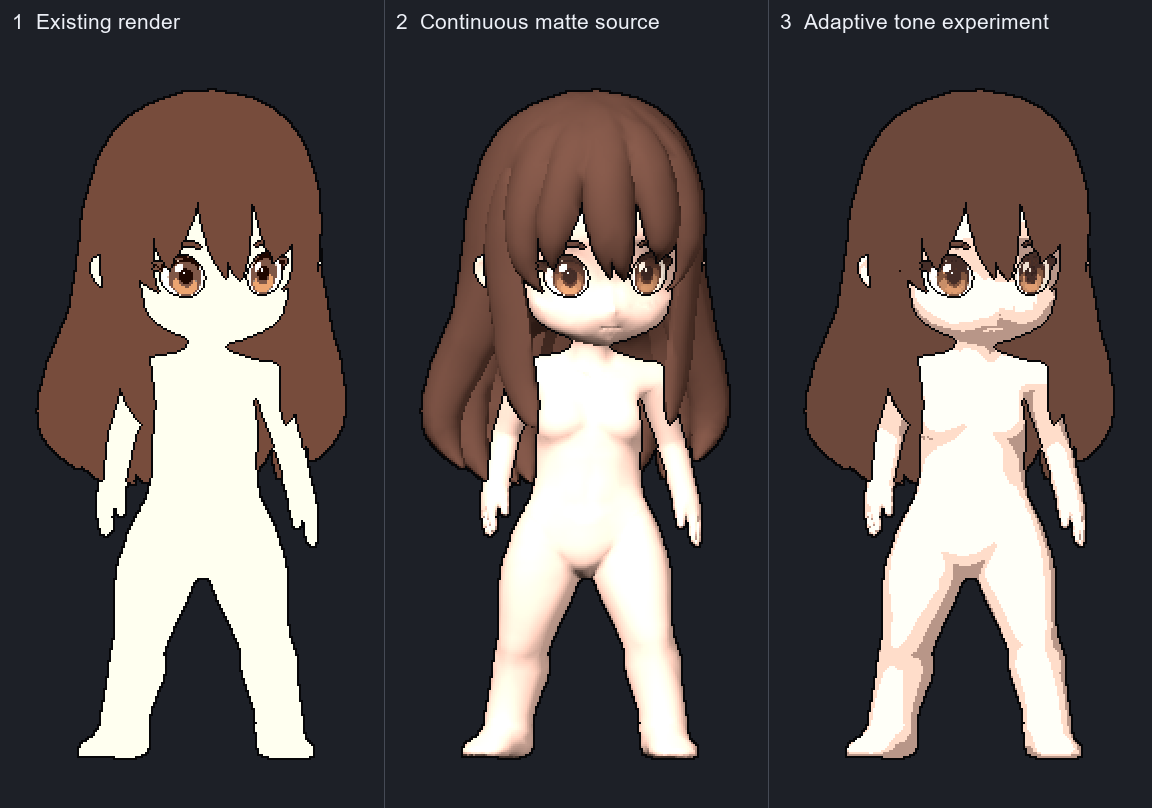 1 Existing render
2 Continuous matte source
3 Adaptive tone experiment